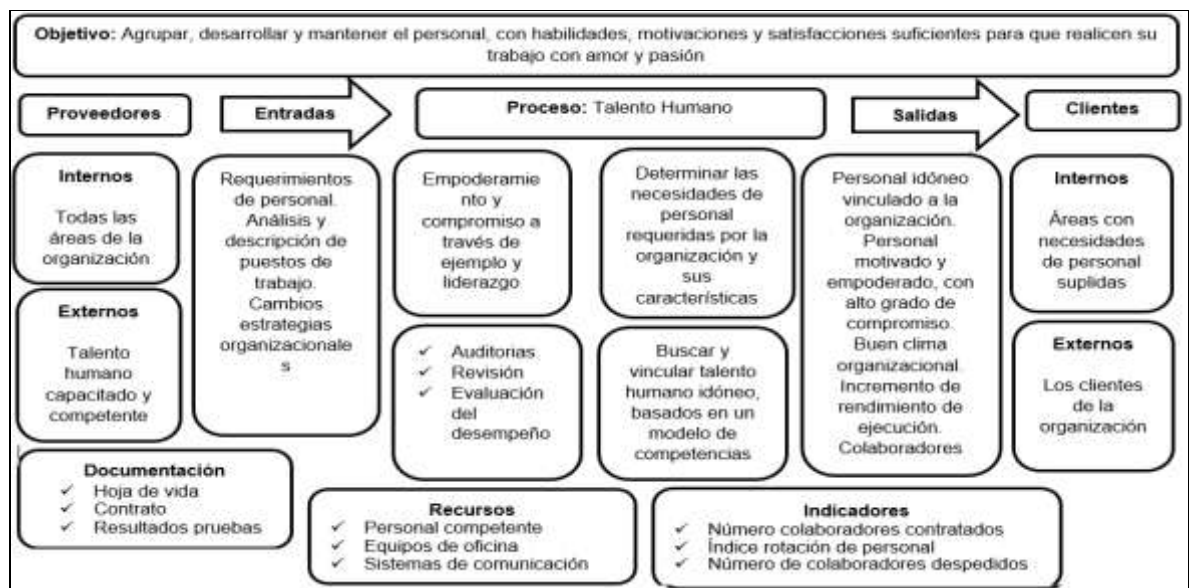 Objetivo: Agrupar, desarrollar y mantener el personal, con habilidades, motivaciones y satisfacciones suficientes para que realicen su
trabajo con amor y pasión
Proveedores
Entradas
Proceso: Talento Humano
Salidas
Clientes
Internos
Todas las
áreas de la
organización
Externos
Talento
humano
capacitado y
competente
Requerimientos
de personal.
Análisis y
descripción de
puestos de
trabajo.
Cambios
estrategias
organizacionale
s
Empoderamie
nto y
compromiso a
través de
ejemplo y
liderazgo
✓ Auditorias
✓ Revisión
✓ Evaluación
del
desempeño
Determinar las
necesidades de
personal
requeridas por la
organización y
sus
características
Buscar y
vincular talento
humano idóneo,
basados en un
modelo de
competencias
Personal idóneo
vinculado a la
organización.
Personal
motivado y
empoderado, con
alto grado de
compromiso.
Buen clima
organizacional.
Incremento de
rendimiento de
ejecución.
Colaboradores
Internos
Áreas con
necesidades
de personal
suplidas
Externos
Los clientes
de la
organización
Documentación
✓ Hoja de vida
✓ Contrato
✓ Resultados pruebas
Recursos
✓ Personal competente
✓ Equipos de oficina
✓ Sistemas de comunicación
Indicadores
✓ Número colaboradores contratados
✓ Índice rotación de personal
✓ Número de colaboradores despedidos